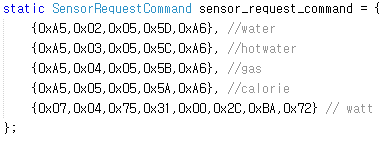 static SensorRequestCommand sensor_request_command = {
{0xA5,0x02,0x05,0x5D,0xA6}, //water
{0xA5,0x03,0x05,0x5C,0xA6}, //hotwater
{0xA5,0x04,0x05,0x5B,0xA6}, //gas
{0xA5,0x05,0x05,0x5A,0xA6}, //calorie
{0x07,0x04,0x75,0x31,0x00,0x2C,0xBA,0x72} // watt
};